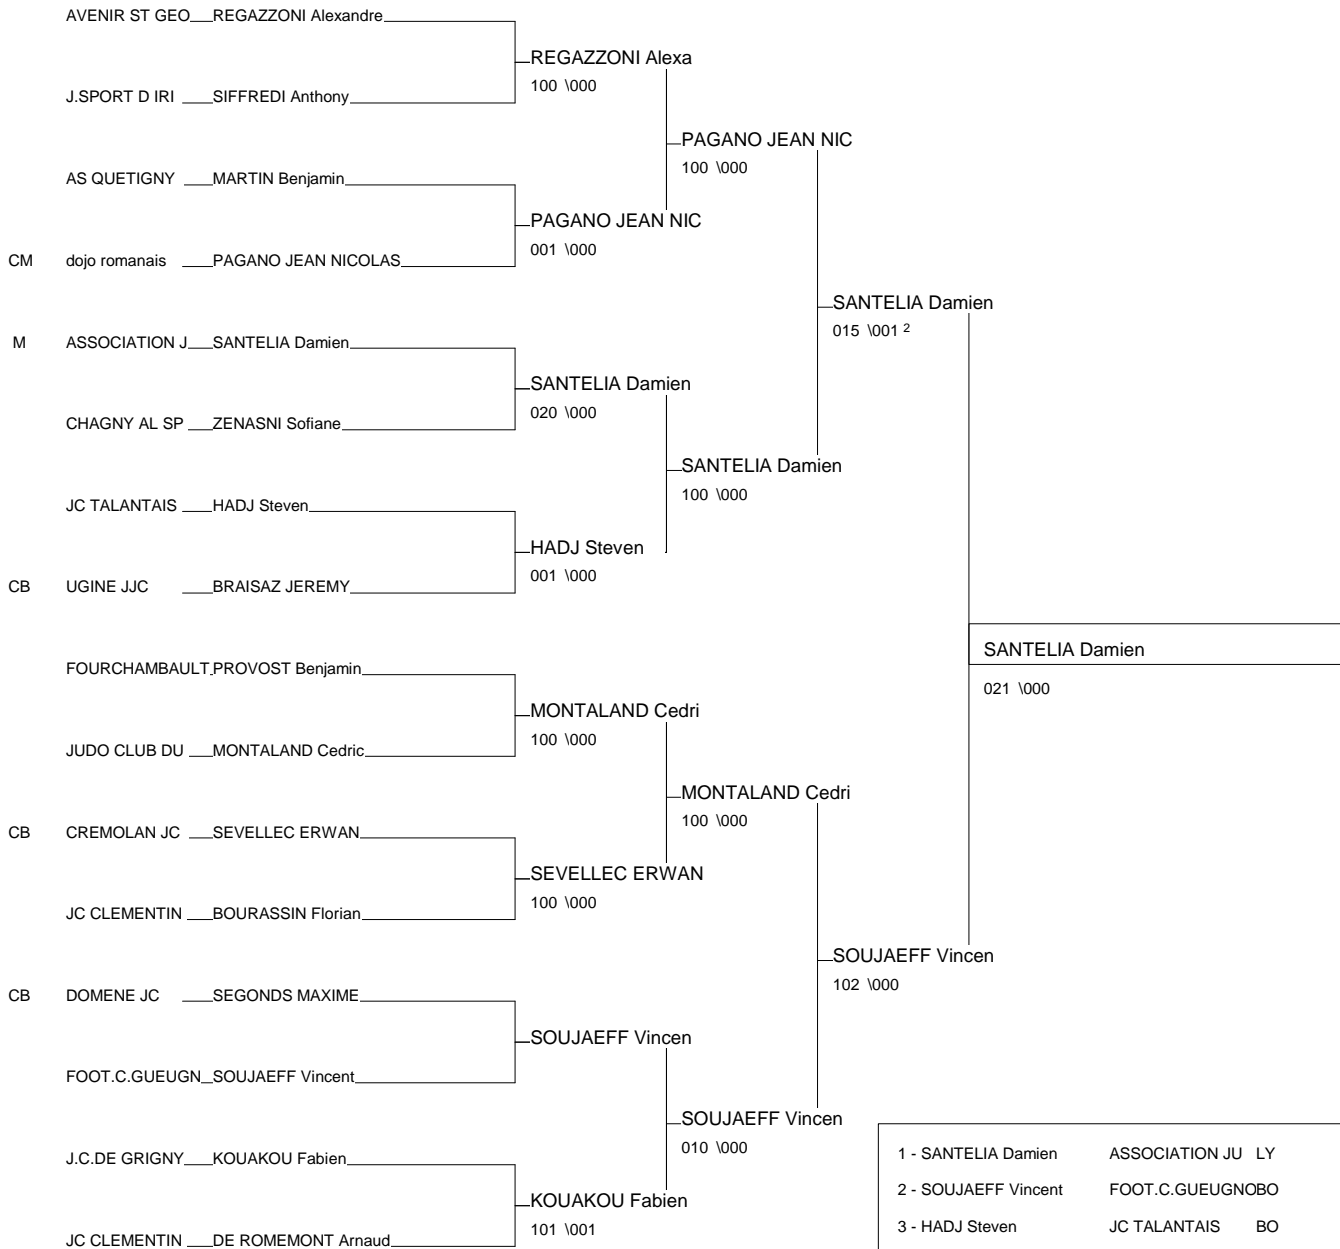 AVENIR ST GEO REGAZZONI Alexandre
REGAZZONI Alexa
100 \000
J.SPORT D IRI SIFFREDI Anthony
PAGANO JEAN NIC
100 \000
AS QUETIGNY MARTIN Benjamin
PAGANO JEAN NIC
001 \000
CM dojo romanais PAGANO JEAN NICOLAS
SANTELIA Damien
015 \001 2
M ASSOCIATION J SANTELIA Damien
SANTELIA Damien
020 \000
CHAGNY AL SP ZENASNI Sofiane
SANTELIA Damien
100 \000
JC TALANTAIS HADJ Steven
HADJ Steven
001 \000
CB UGINE JJC BRAISAZ JEREMY
SANTELIA Damien
021 \000
FOURCHAMBAULT PROVOST Benjamin
MONTALAND Cedri
100 \000
JUDO CLUB DU MONTALAND Cedric
MONTALAND Cedri
100 \000
CB CREMOLAN JC SEVELLEC ERWAN
SEVELLEC ERWAN
100 \000
JC CLEMENTIN BOURASSIN Florian
SOUJAEFF Vincen
102 \000
CB DOMENE JC SEGONDS MAXIME
SOUJAEFF Vincen
FOOT.C.GUEUGN SOUJAEFF Vincent
SOUJAEFF Vincen
010 \000
J.C.DE GRIGNY KOUAKOU Fabien
KOUAKOU Fabien
101 \001
JC CLEMENTIN DE ROMEMONT Arnaud
1 - SANTELIA Damien ASSOCIATION JU LY
2 - SOUJAEFF Vincent FOOT.C.GUEUGNOBO
3 - HADJ Steven JC TALANTAIS BO